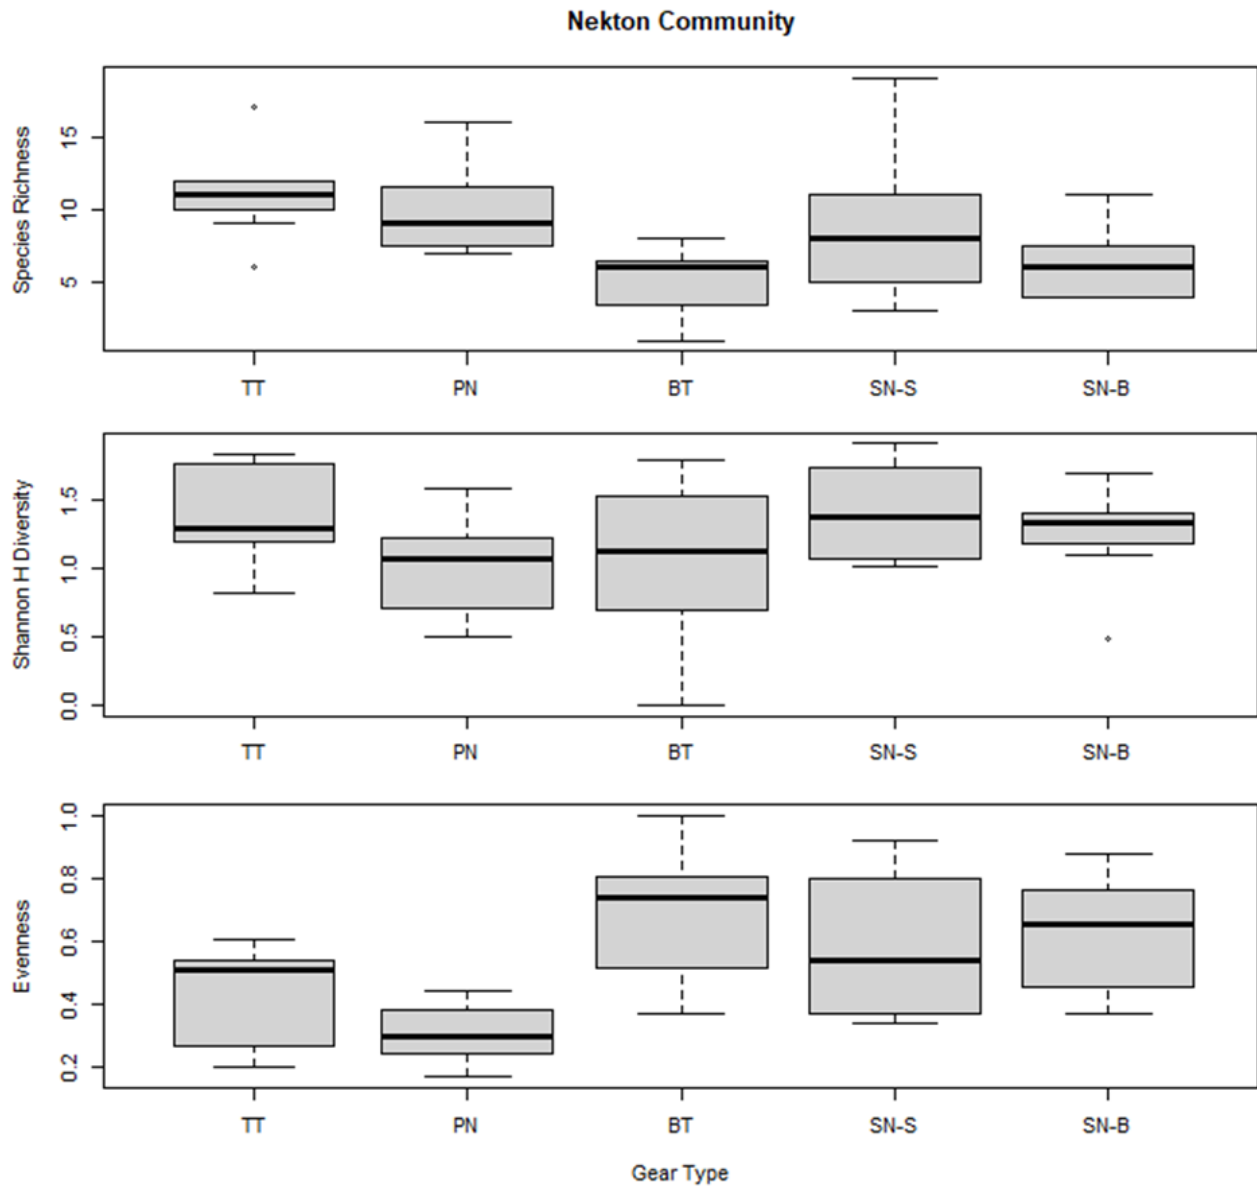 Nekton Community
Species Richness
15
10
5
TT PN BT SN-S SN-B
Shannon H Diversity
1.5
1.0
0.5
0.0
TT PN BT SN-S SN-B
Evenness
1.0
0.8
0.6
0.4
0.2
TT PN BT SN-S SN-B
Gear Type